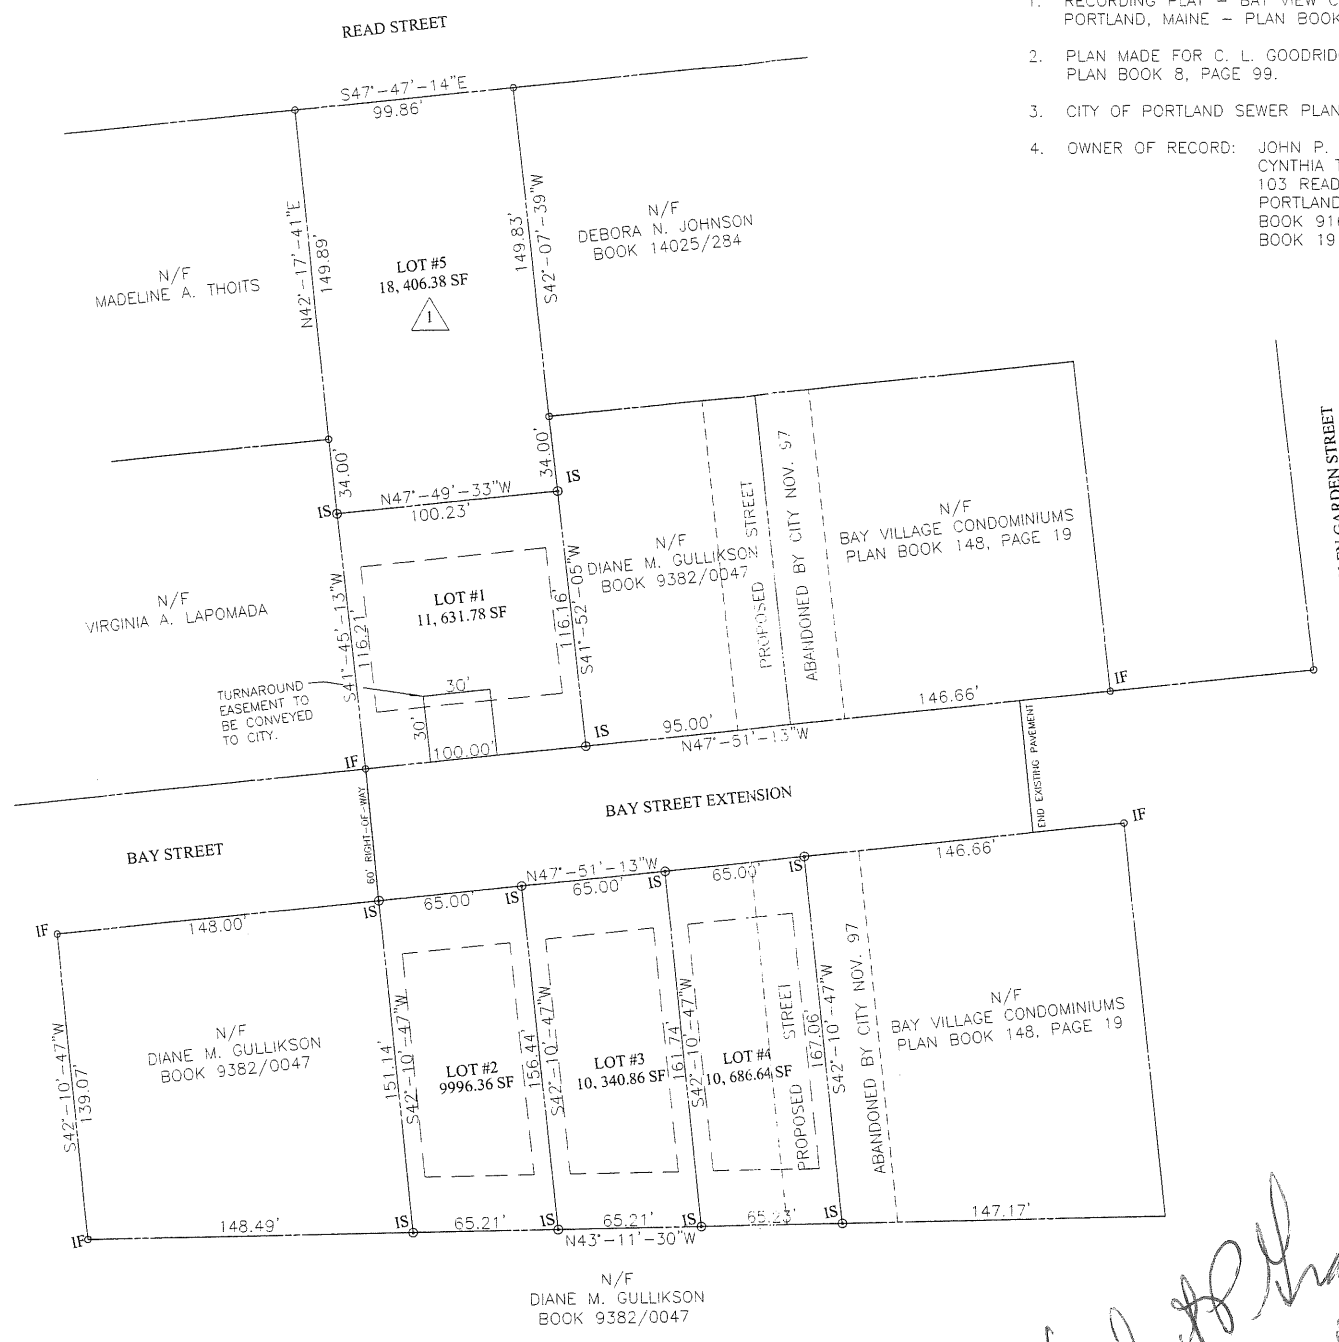 READ STREET
1. RECORDING PLAT - BAY VIEW
PORTLAND, MAINE - PLAN BOOK
2. PLAN MADE FOR C. L.
PLAN BOOK 8, PAGE 99.
3. CITY OF PORTLAND SEWER PLAN
4. OWNER OF RECORD: JOHN P.
CYNTHIA
103 READ
PORTLAND
BOOK
BOOK 19
S47°-47'-14"E
99.86'
N42°-17'-41"E
149.89'
149.83'
S42°-07'-39"W
N/F
DEBORA N. JOHNSON
BOOK 14025/284
N/F
MADELINE A. THOITS
LOT #5
18, 406.38 SF
1
34.00'
34.00'
IS
N47°-49'-33"W
100.23'
IS
N/F
VIRGINIA A. LAPOMADA
S41°-45'-13"W
116.21'
LOT #1
11, 631.78 SF
116.16'
S41°-52'-05"W
N/F
DIANE M. GULLIKSON
BOOK 9382/0047
PROPOSED STREET
ABANDONED BY CITY NOV. 97
N/F
BAY VILLAGE CONDOMINIUMS
PLAN BOOK 148, PAGE 19
GARDEN STREET
TURNAROUND
EASEMENT TO
BE CONVEYED
TO CITY.
30'
30'
100.00'
IF
IS
95.00'
N47°-51'-13"W
146.66'
IF
60' RIGHT-OF-WAY
BAY STREET
BAY STREET EXTENSION
END EXISTING PAVEMENT
IF
148.00'
IS
65.00'
N47°-51'-13"W
IS
65.00'
IS
65.00'
IS
146.66'
IF
S42°-10'-47"W
139.07'
N/F
DIANE M. GULLIKSON
BOOK 9382/0047
151.14'
S42°-10'-47"W
LOT #2
9996.36 SF
156.44'
S42°-10'-47"W
LOT #3
10, 340.86 SF
161.74'
S42°-10'-47"W
LOT #4
10, 686.64 SF
PROPOSED STREET
167.06'
S42°-10'-47"W
ABANDONED BY CITY NOV. 97
N/F
BAY VILLAGE CONDOMINIUMS
PLAN BOOK 148, PAGE 19
IF
148.49'
IS
65.21'
IS
65.21'
N43°-11'-30"W
IS
65.23'
147.17'
N/F
DIANE M. GULLIKSON
BOOK 9382/0047